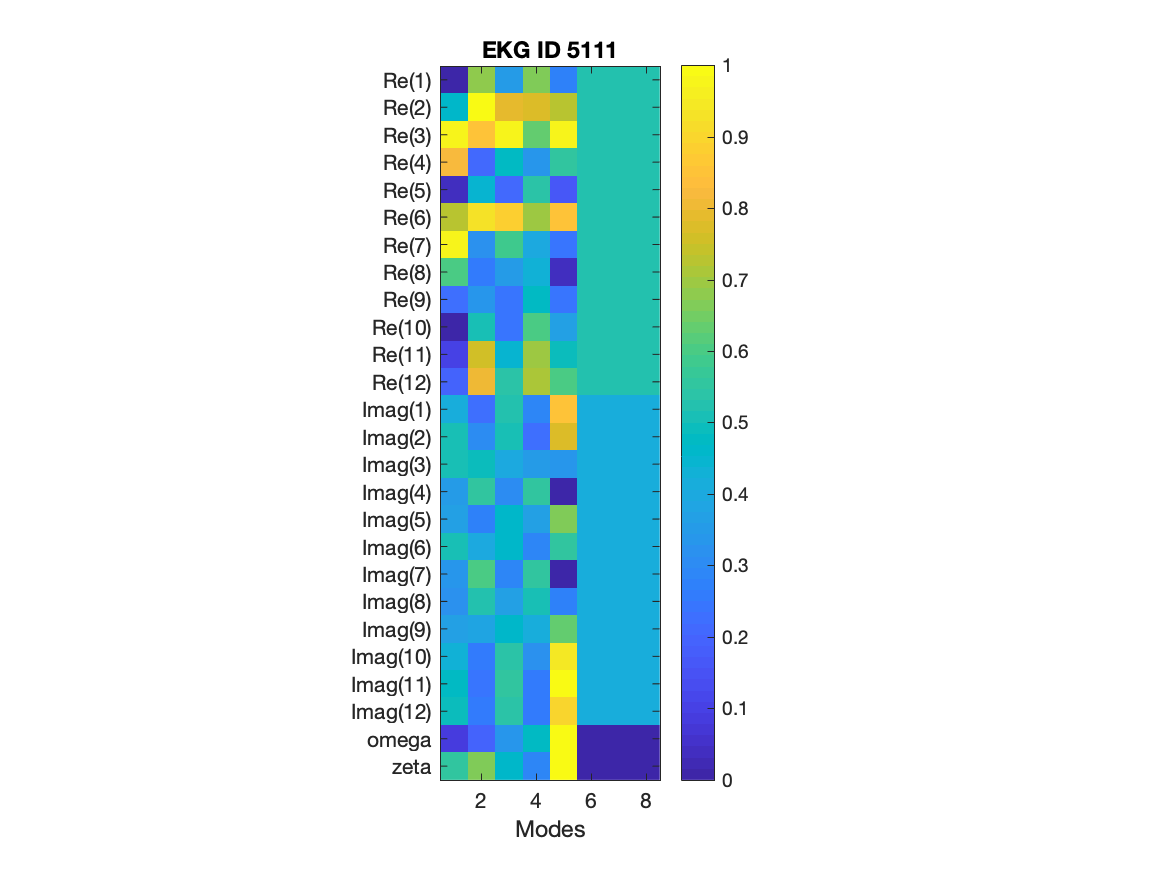 EKG ID 5111
Re(1)
Re(2)
Re(3)
Re(4)
Re(5)
Re(6)
Re(7)
Re(8)
Re(9)
Re(10)
Re(11)
Re(12)
Imag(1)
Imag(2)
Imag(3)
Imag(4)
Imag(5)
Imag(6)
Imag(7)
Imag(8)
Imag(9)
Imag(10)
Imag(11)
Imag(12)
omega
zeta
2 4 6 8
Modes
1
0.9
0.8
0.7
0.6
0.5
0.4
0.3
0.2
0.1
0